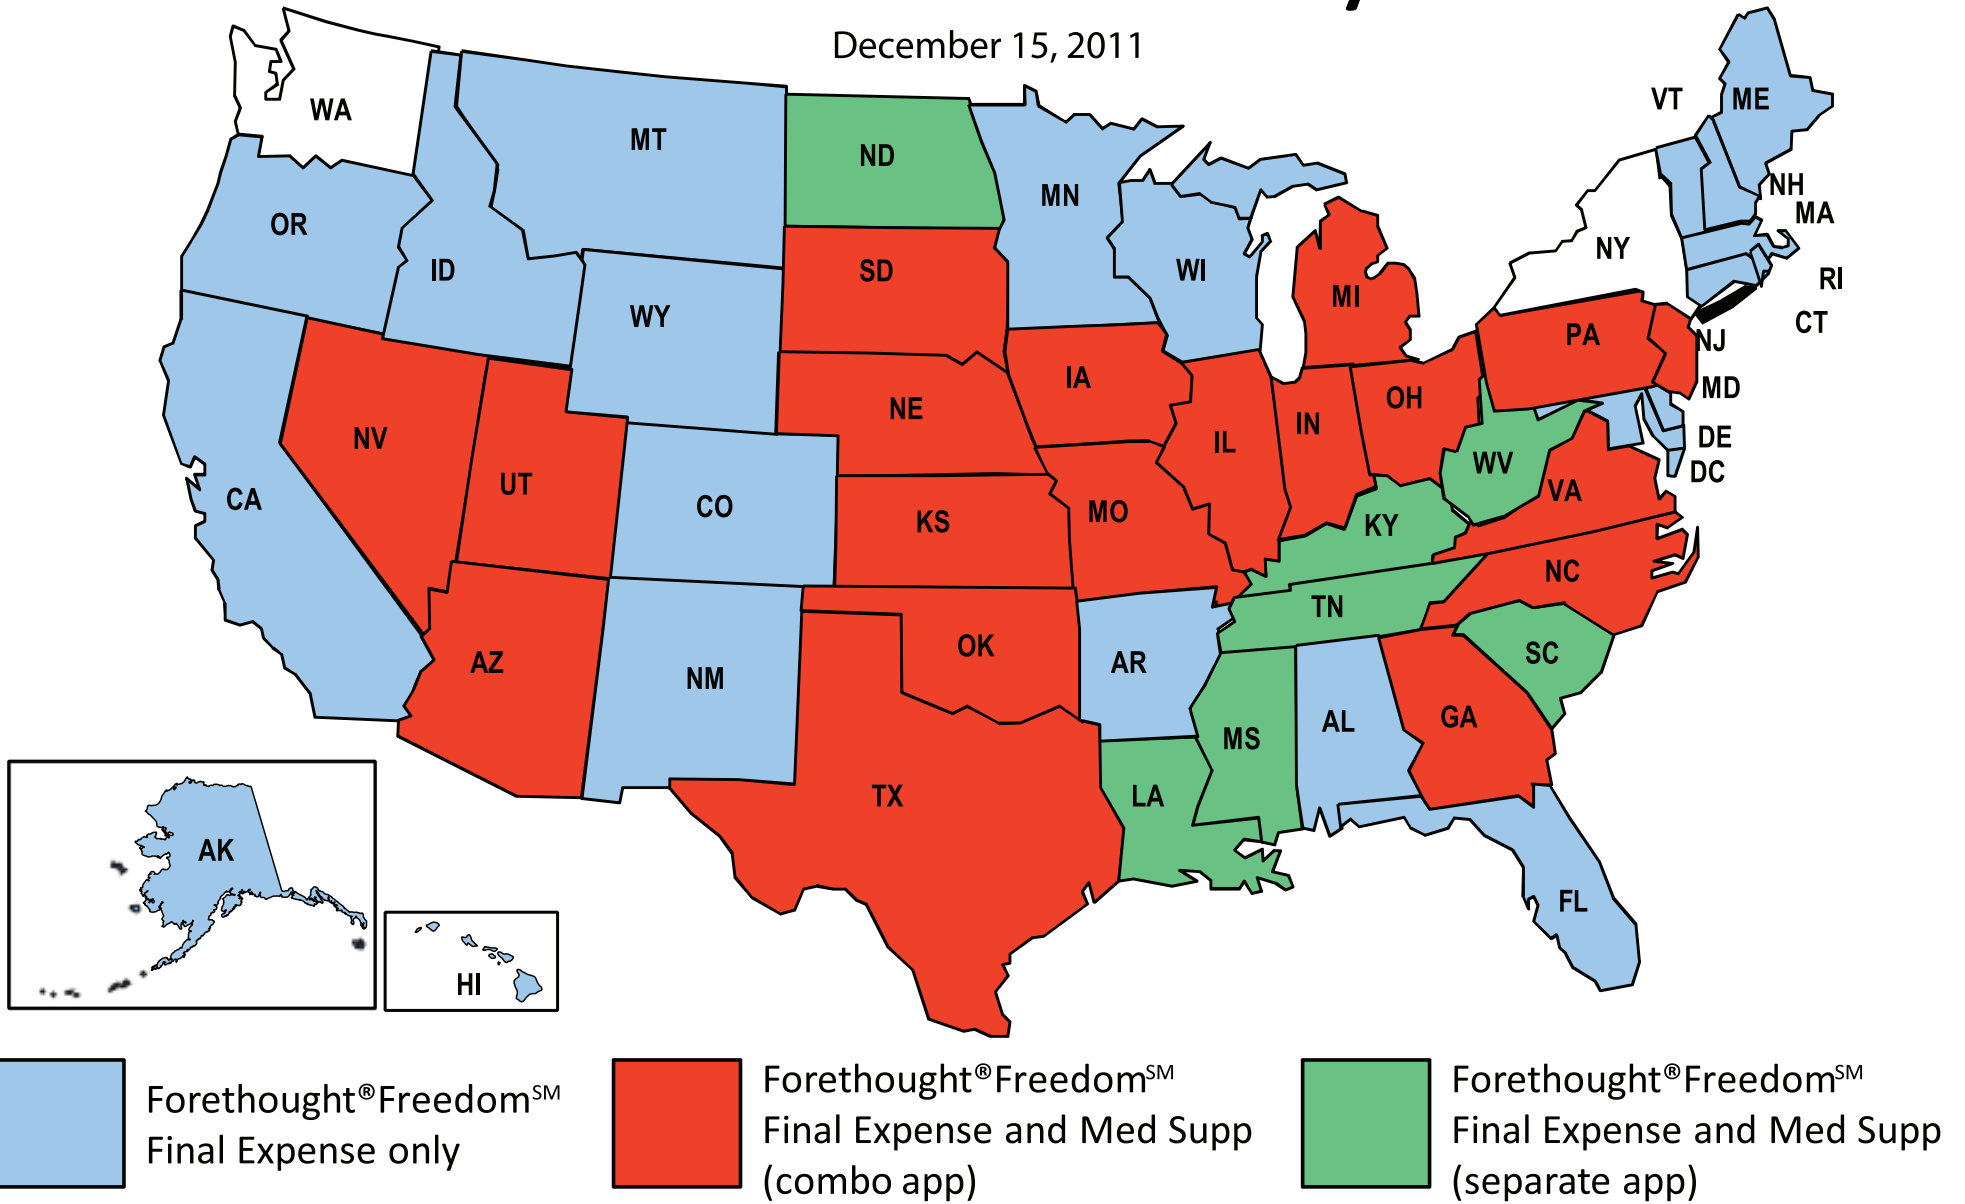 December 15, 2011
WA
MT
ND
MN
VT
ME
OR
ID
WY
SD
WI
MI
NY
NH
MA
RI
CT
NJ
PA
MD
DE
DC
NV
UT
CA
CO
NE
KS
IA
MO
IL
IN
OH
WV
VA
KY
NC
TN
SC
AZ
NM
OK
AR
TX
LA
MS
AL
GA
FL
AK
HI
Forethought®Freedom℠
Final Expense only
Forethought®Freedom℠
Final Expense and Med Supp
(combo app)
Forethought®Freedom℠
Final Expense and Med Supp
(separate app)